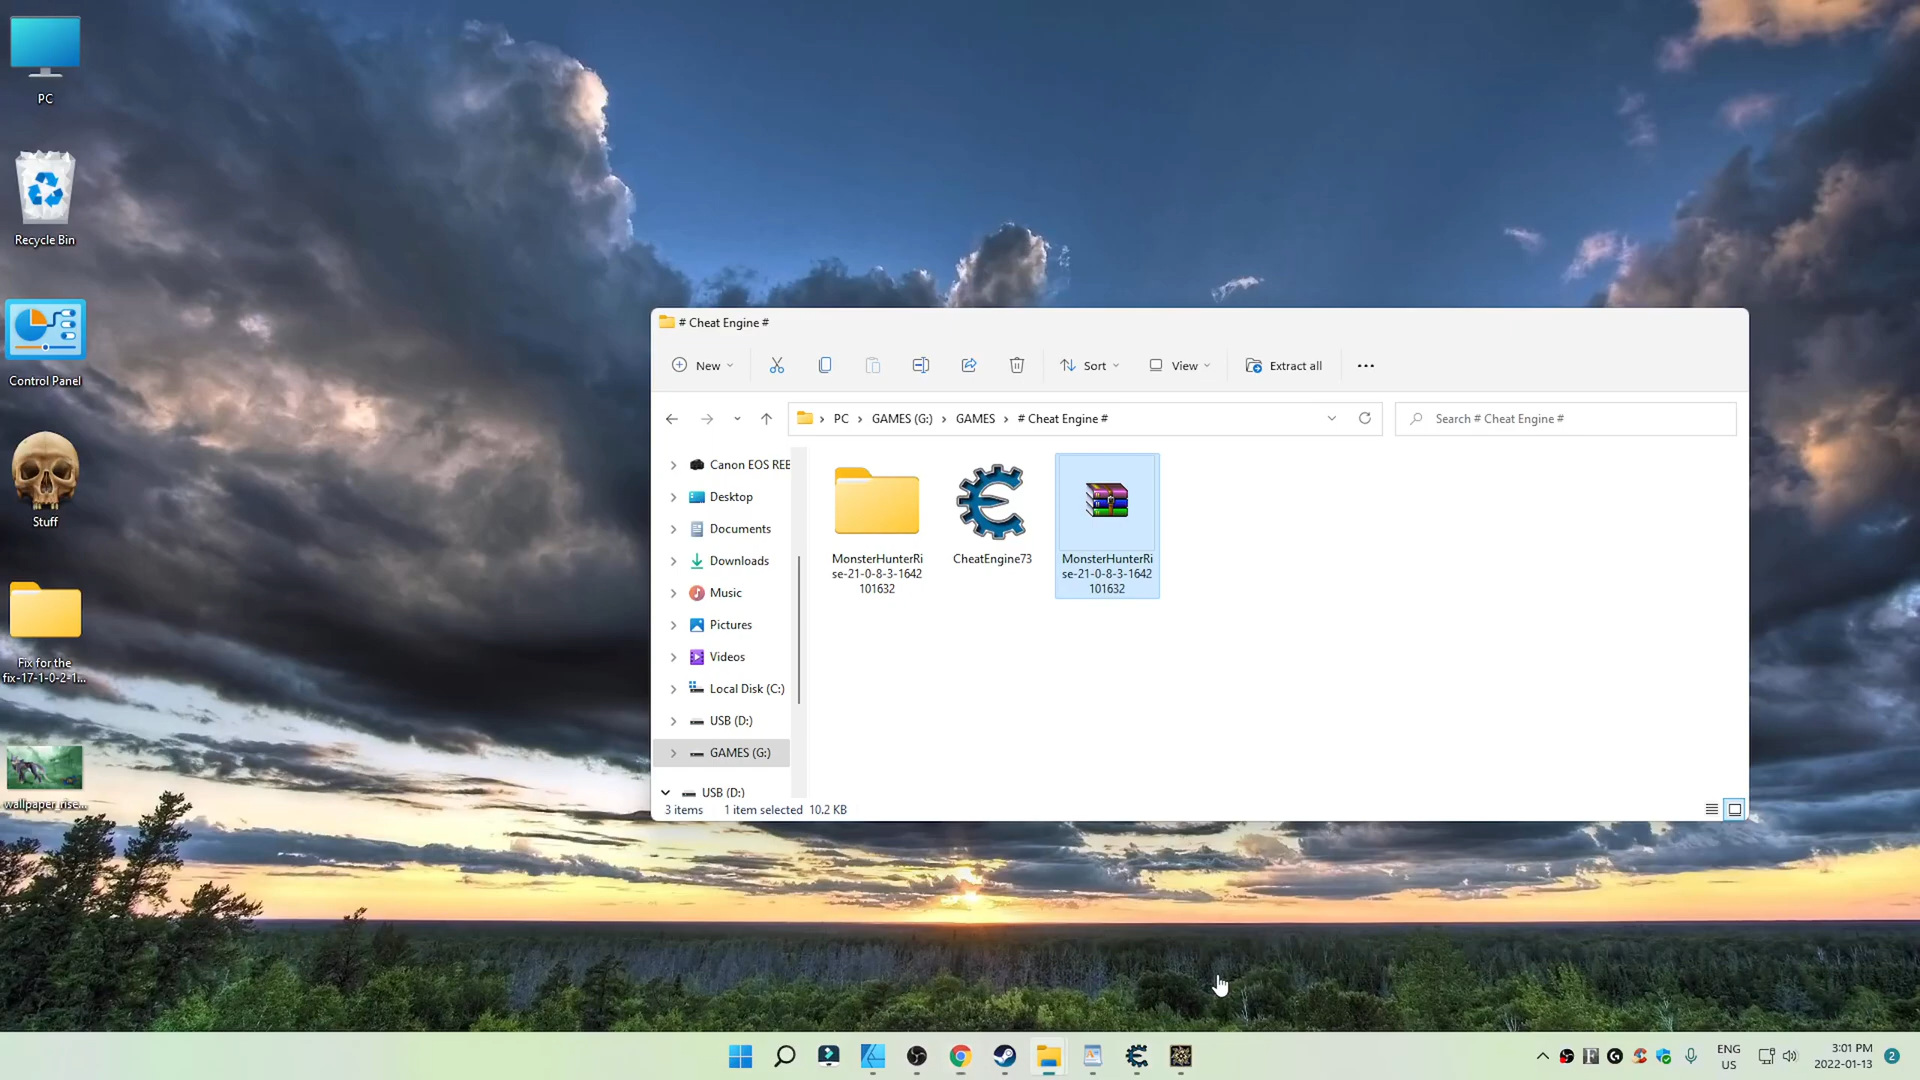 PC
Recycle Bin
Control Panel
Stuff
Fix for the
fix-17-1-0-2-1...
wallpaper_rise...
# Cheat Engine #
New
Sort
View
Extract all
PC
GAMES (G:)
GAMES
# Cheat Engine #
Search # Cheat Engine #
Canon EOS REE
Desktop
Documents
Downloads
Music
Pictures
Videos
Local Disk (C:)
USB (D:)
GAMES (G:)
USB (D:)
MonsterHunterRi
se-21-0-8-3-1642
101632
CheatEngine73
MonsterHunterRi
se-21-0-8-3-1642
101632
3 items
1 item selected 10.2 KB
ENG
US
3:01 PM
2022-01-13
2